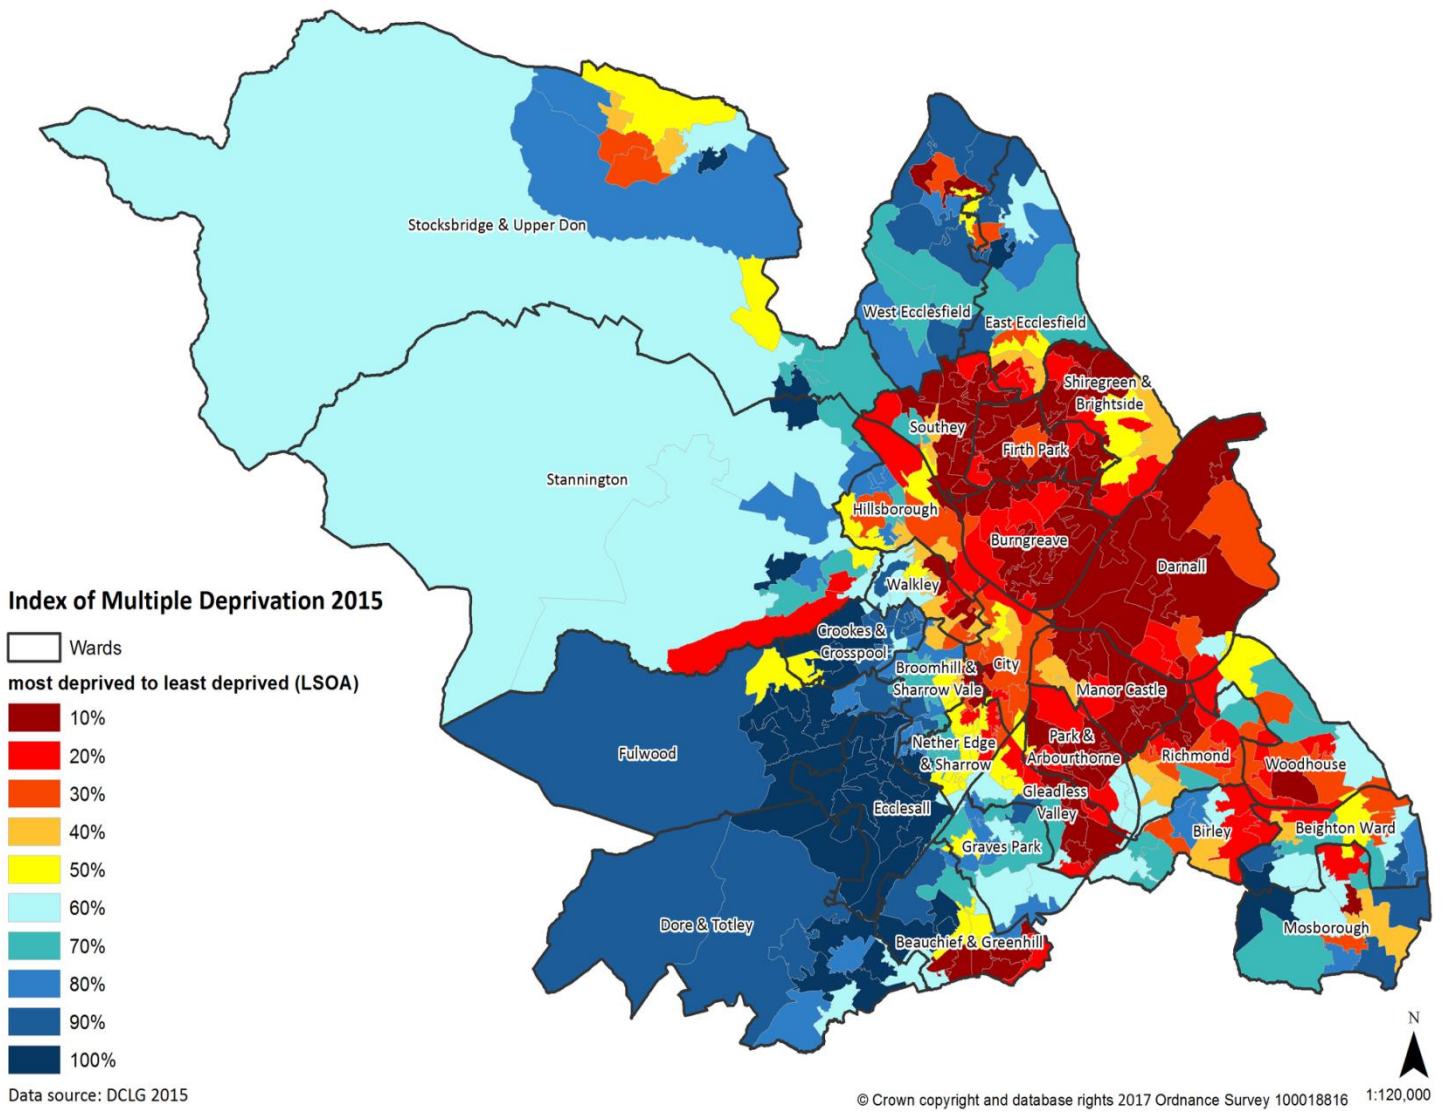 Stocksbridge & Upper Don
West Ecclesfield
East Ecclesfield
Shiregreen &
Brightside
Southey
Firth Park
Stannington
Hillsborough
Burngreave
Darnall
Walkley
Index of Multiple Deprivation 2015
Wards
most deprived to least deprived (LSOA)
10%
20%
30%
40%
50%
60%
70%
80%
90%
100%
Data source: DCLG 2015
Crookes &
Crosspool
Broomhill &
Sharrow Vale
City
Manor Castle
Fulwood
Nether Edge
& Sharrow
Park &
Arbourthorne
Richmond
Woodhouse
Ecclesall
Gleadless
Valley
Graves Park
Birley
Beighton Ward
Dore & Totley
Beauchief & Greenhill
Mosborough
N
1:120,000
© Crown copyright and database rights 2017 Ordnance Survey 100018816